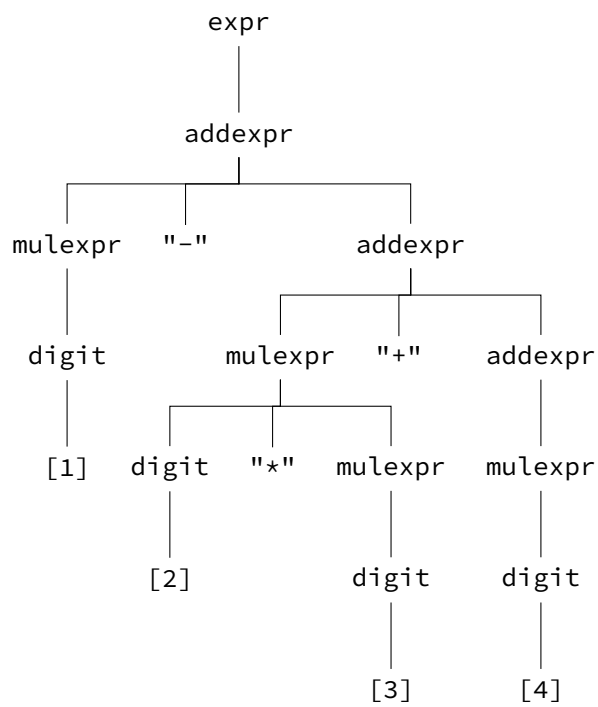 expr
addexpr
mulexpr "-" addexpr
digit mulexpr "+" addexpr
[1] digit "*" mulexpr mulexpr
[2] digit digit
[3] [4]